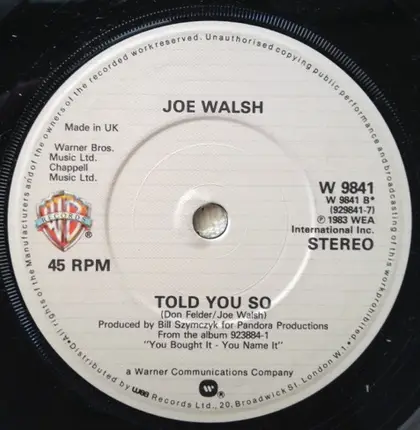 JOE WALSH
Made in UK
Warner Bros.
Music Ltd.
Chappell
Music Ltd.
W 9841
W 9841 B*
(929841-7)
℗ 1983 WEA
International Inc.
STEREO
RECORDS
®
45 RPM
TOLD YOU SO
(Don Felder/Joe Walsh)
Produced by Bill Szymczyk for Pandora Productions
From the album 923884-1
"You Bought It - You Name It"
a Warner Communications Company
®
All rights of the Manufacturers and of the owners of the recorded work reserved. Unauthorised copying public performance and broadcasting of this work prohibited.
Distributed by wea Records Ltd., 20, Broadwick St. London W.1.